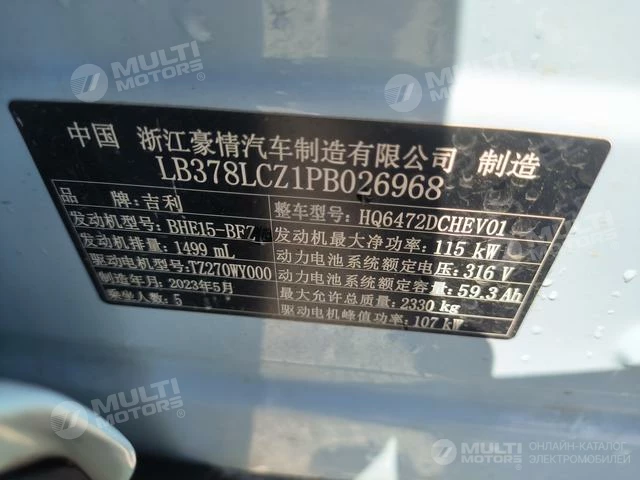 MULTI MOTORS®
MULTI MOTORS®
中国 浙江豪情汽车制造有限公司 制造
LB378LCZ1PB026968
品 牌:吉利
整车型号:HQ6472DCHEV01
发动机型号:BHE15-BFZ
发动机最大净功率:115 kW
发动机排量:1499 mL
动力电池系统额定电压:316 V
驱动电机型号:TZ270WY000
动力电池系统额定容量:59.3 Ah
制造年月:2023年5月
最大允许总质量:2330 kg
乘坐人数:5
驱动电机峰值功率:107 kW
MULTI MOTORS®
MULTI MOTORS®
MULTI MOTORS®
ОНЛАЙН-КАТАЛОГ
ЭЛЕКТРОМОБИЛЕЙ